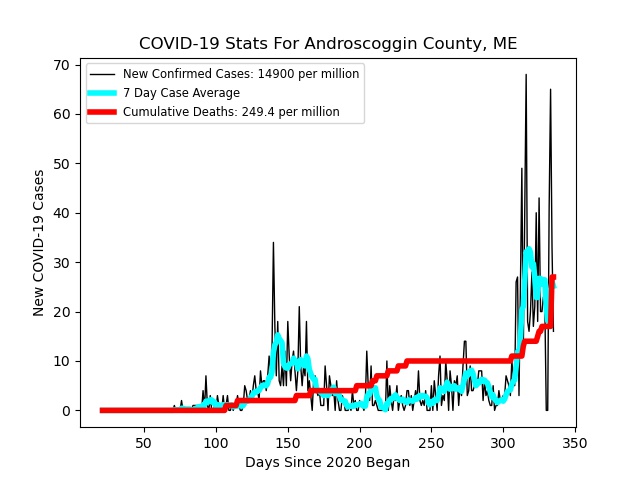 COVID-19 Stats For Androscoggin County, ME
New Confirmed Cases: 14900 per million
7 Day Case Average
Cumulative Deaths: 249.4 per million
New COVID-19 Cases
70
60
50
40
30
20
10
0
50 100 150 200 250 300 350
Days Since 2020 Began